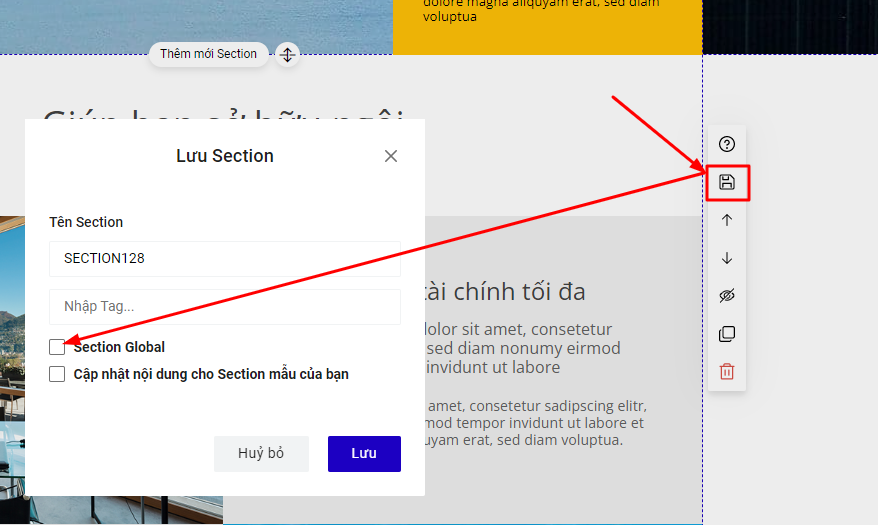 dolore magna aliquyam erat, sed diam
voluptua
Thêm mới Section
Giúp bạn sở hữu ngôi
Lưu Section
Tên Section
SECTION128
Nhập Tag...
Section Global
Cập nhật nội dung cho Section mẫu của bạn
Huỷ bỏ
Lưu
tài chính tối đa
dolor sit amet, consetetur
sed diam nonumy eirmod
invidunt ut labore
amet, consetetur sadipscing elitr,
mod tempor invidunt ut labore et
uyam erat, sed diam voluptua.